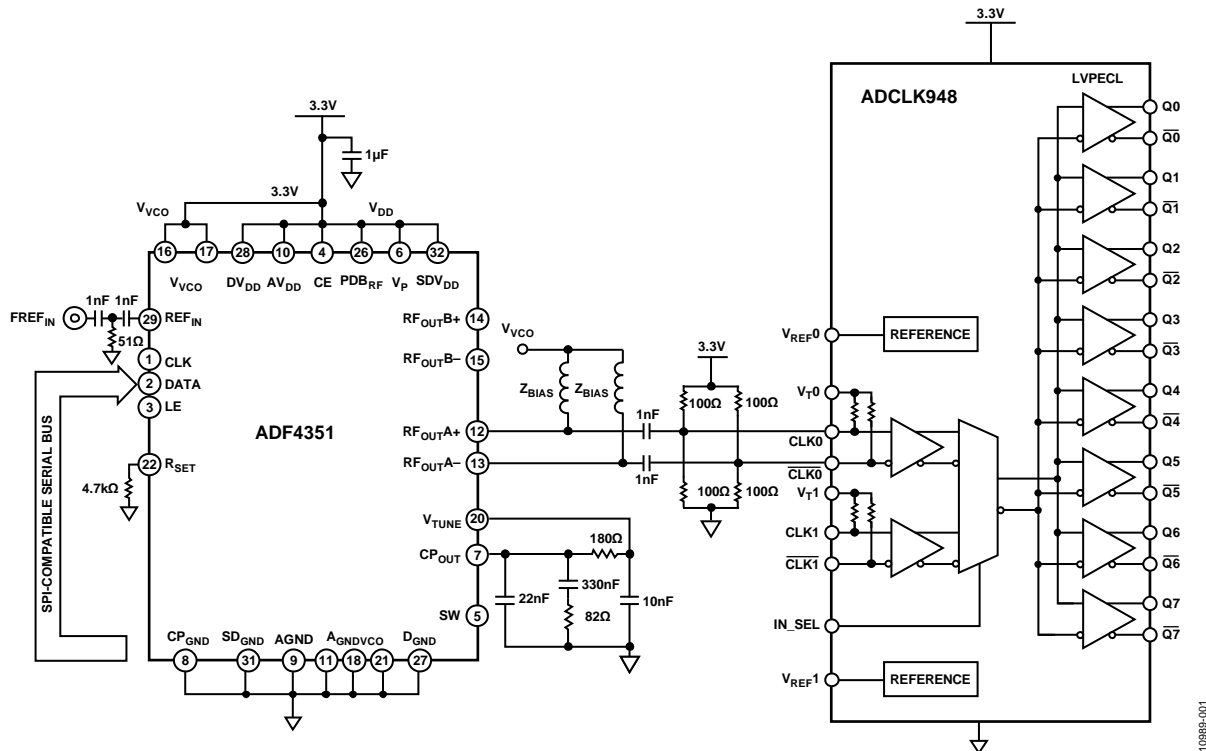 3.3V
ADCLK948
LVPECL
Q0
Q0
Q1
Q1
Q2
Q2
Q3
Q3
Q4
Q4
Q5
Q5
Q6
Q6
Q7
Q7
VREF0
REFERENCE
VT0
CLK0
CLK0
VT1
CLK1
CLK1
IN_SEL
VREF1
REFERENCE
3.3V
1µF
3.3V
VVCO
VDD
16
17
28
10
4
26
6
32
VVCO
DVDD
AVDD
CE
PDBRF
VP
SDVDD
FREFIN
1nF
1nF
51Ω
29
REFIN
1
CLK
2
DATA
3
LE
SPI-COMPATIBLE SERIAL BUS
22
RSET
4.7kΩ
ADF4351
RFOUTB+
14
RFOUTB−
15
RFOUTA+
12
RFOUTA−
13
VTUNE
20
CPOUT
7
SW
5
VVCO
ZBIAS
ZBIAS
1nF
1nF
3.3V
100Ω
100Ω
100Ω
100Ω
180Ω
22nF
330nF
82Ω
10nF
CPGND
SDGND
AGND
AGNDVCO
DGND
8
31
9
11
18
21
27
10989-001